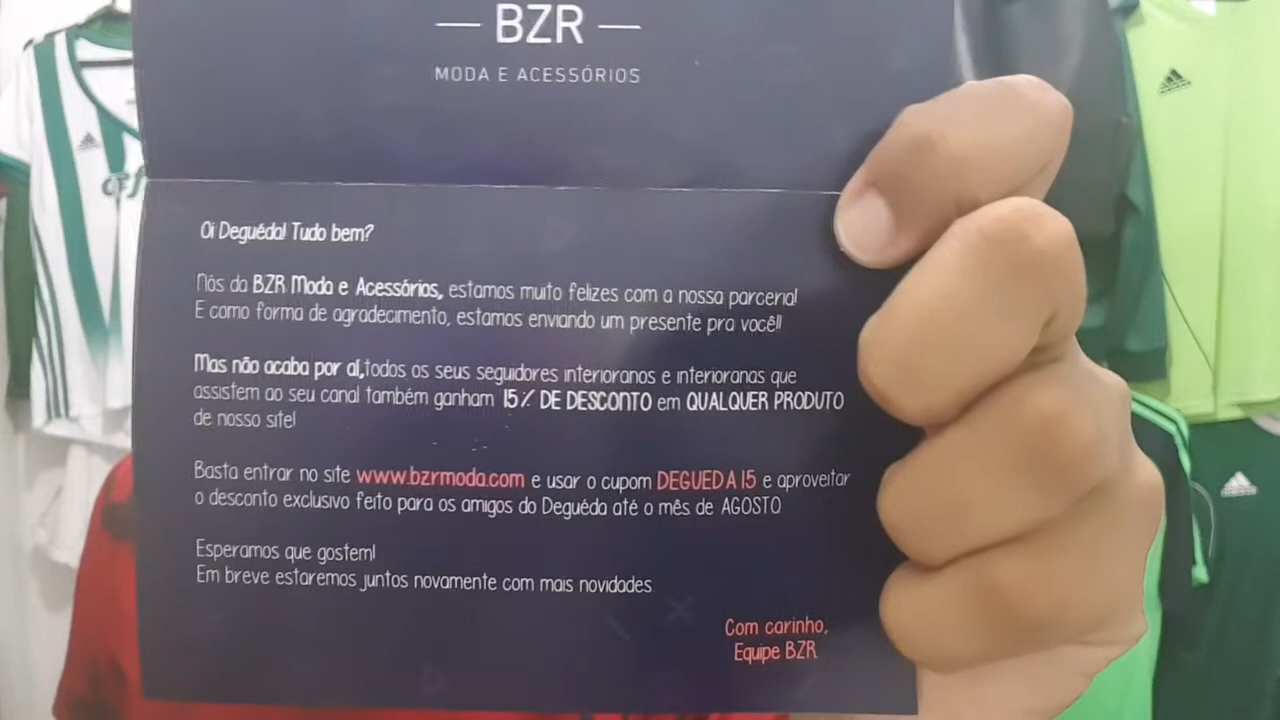 — BZR —
MODA E ACESSÓRIOS
Oi Deguéda! Tudo bem?
Nós da BZR Moda e Acessórios, estamos muito felizes com a nossa parceria!
E como forma de agradecimento, estamos enviando um presente pra você!!
Mas não acaba por aí,todos os seus seguidores interioranos e interioranas que
assistem ao seu canal também ganham 15% DE DESCONTO em QUALQUER PRODUTO
de nosso site!
Basta entrar no site www.bzrmoda.com e usar o cupom DEGUEDA15 e aproveitar
o desconto exclusivo feito para os amigos do Deguéda até o mês de AGOSTO
Esperamos que gostem!
Em breve estaremos juntos novamente com mais novidades
Com carinho,
Equipe BZR
adidas